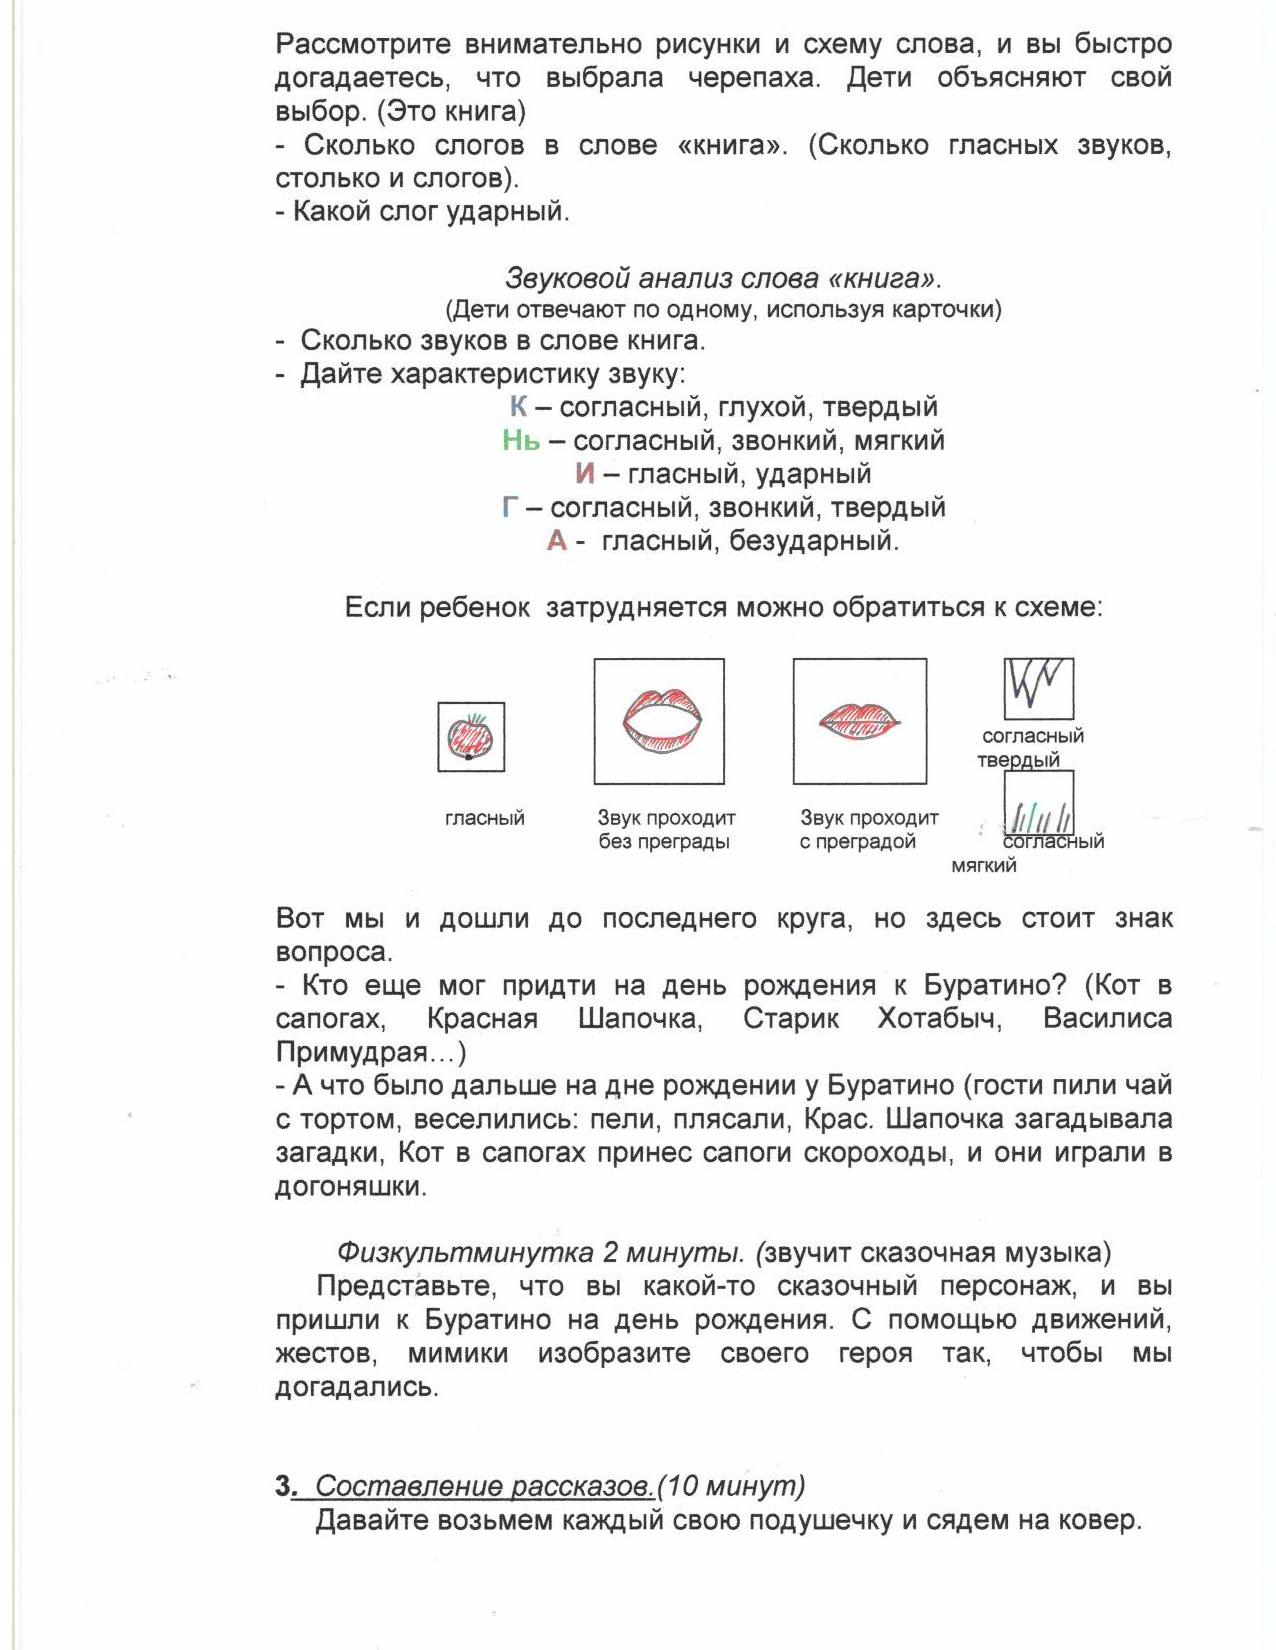 Рассмотрите внимательно рисунки и схему слова, и вы быстро
догадаетесь, что выбрала черепаха. Дети объясняют свой
выбор. (Это книга)
- Сколько слогов в слове «книга». (Сколько гласных звуков,
столько и слогов).
- Какой слог ударный.
Звуковой анализ слова «книга».
(Дети отвечают по одному, используя карточки)
- Сколько звуков в слове книга.
- Дайте характеристику звуку:
К – согласный, глухой, твердый
Нь – согласный, звонкий, мягкий
И – гласный, ударный
Г – согласный, звонкий, твердый
А - гласный, безударный.
Если ребенок затрудняется можно обратиться к схеме:
согласный
твердый
гласный
Звук проходит
без преграды
Звук проходит
с преградой
согласный
мягкий
Вот мы и дошли до последнего круга, но здесь стоит знак
вопроса.
- Кто еще мог придти на день рождения к Буратино? (Кот в
сапогах, Красная Шапочка, Старик Хотабыч, Василиса
Примудрая...)
- А что было дальше на дне рождении у Буратино (гости пили чай
с тортом, веселились: пели, плясали, Крас. Шапочка загадывала
загадки, Кот в сапогах принес сапоги скороходы, и они играли в
догоняшки.
Физкультминутка 2 минуты. (звучит сказочная музыка)
Представьте, что вы какой-то сказочный персонаж, и вы
пришли к Буратино на день рождения. С помощью движений,
жестов, мимики изобразите своего героя так, чтобы мы
догадались.
3. Составление рассказов.(10 минут)
Давайте возьмем каждый свою подушечку и сядем на ковер.